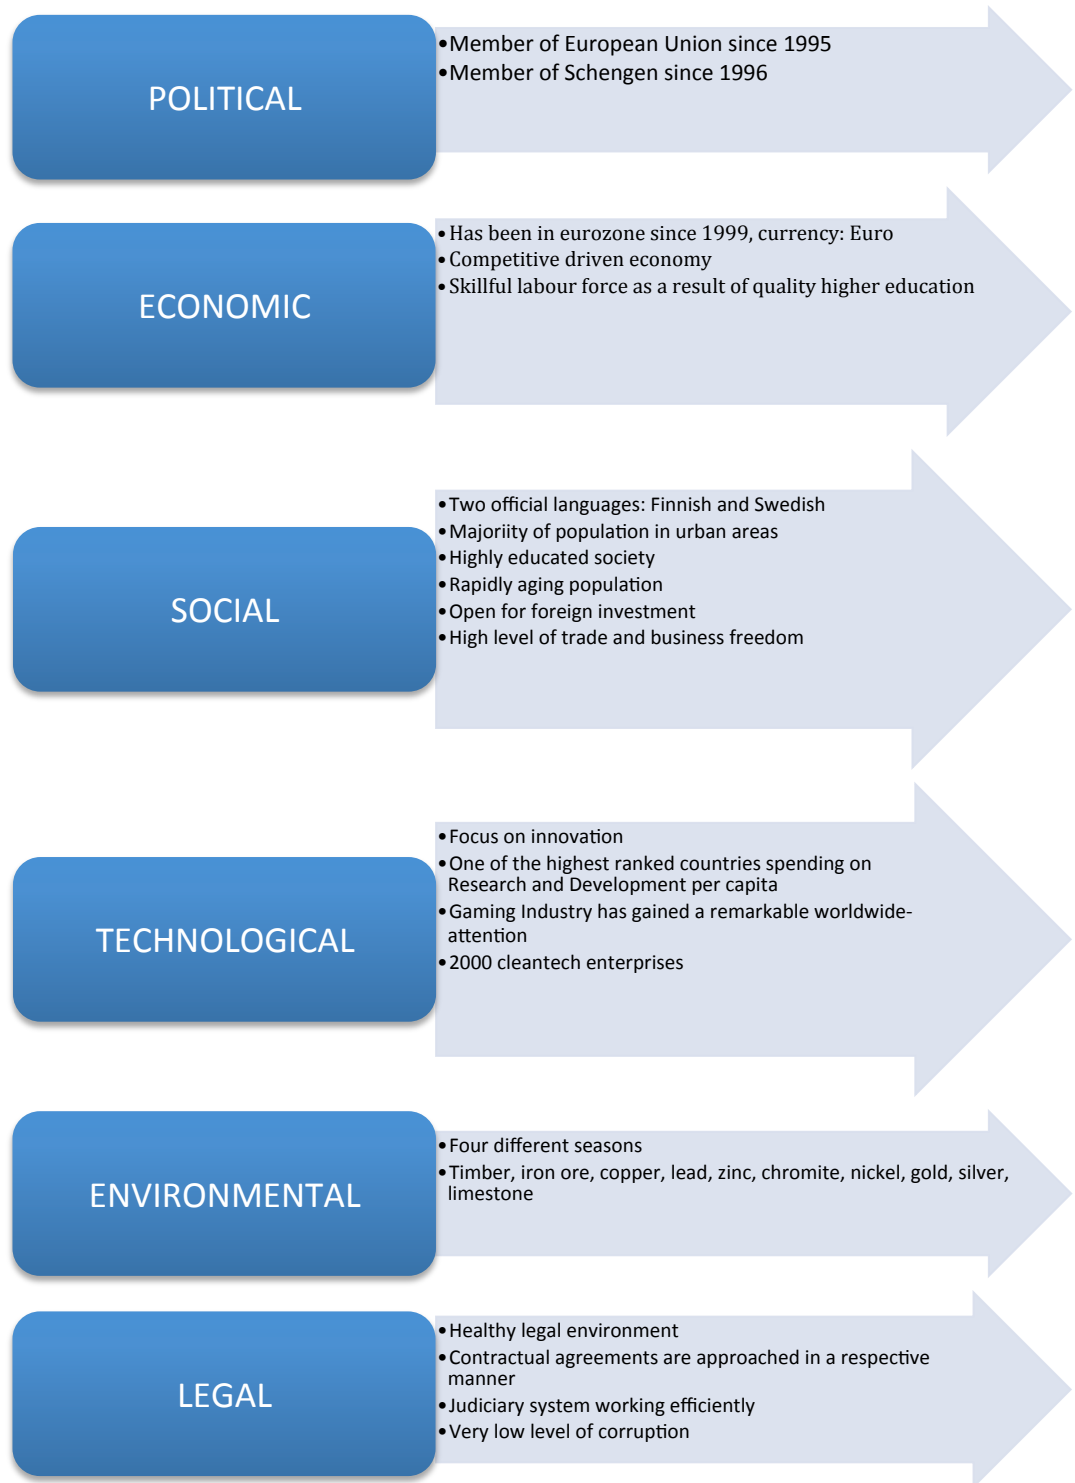 POLITICAL
•Member of European Union since 1995
•Member of Schengen since 1996
ECONOMIC
•Has been in eurozone since 1999, currency: Euro
•Competitive driven economy
•Skillful labour force as a result of quality higher education
SOCIAL
•Two official languages: Finnish and Swedish
•Majoriity of population in urban areas
•Highly educated society
•Rapidly aging population
•Open for foreign investment
•High level of trade and business freedom
TECHNOLOGICAL
•Focus on innovation
•One of the highest ranked countries spending on
Research and Development per capita
•Gaming Industry has gained a remarkable worldwide-
attention
•2000 cleantech enterprises
ENVIRONMENTAL
•Four different seasons
•Timber, iron ore, copper, lead, zinc, chromite, nickel, gold, silver,
limestone
LEGAL
•Healthy legal environment
•Contractual agreements are approached in a respective
manner
•Judiciary system working efficiently
•Very low level of corruption